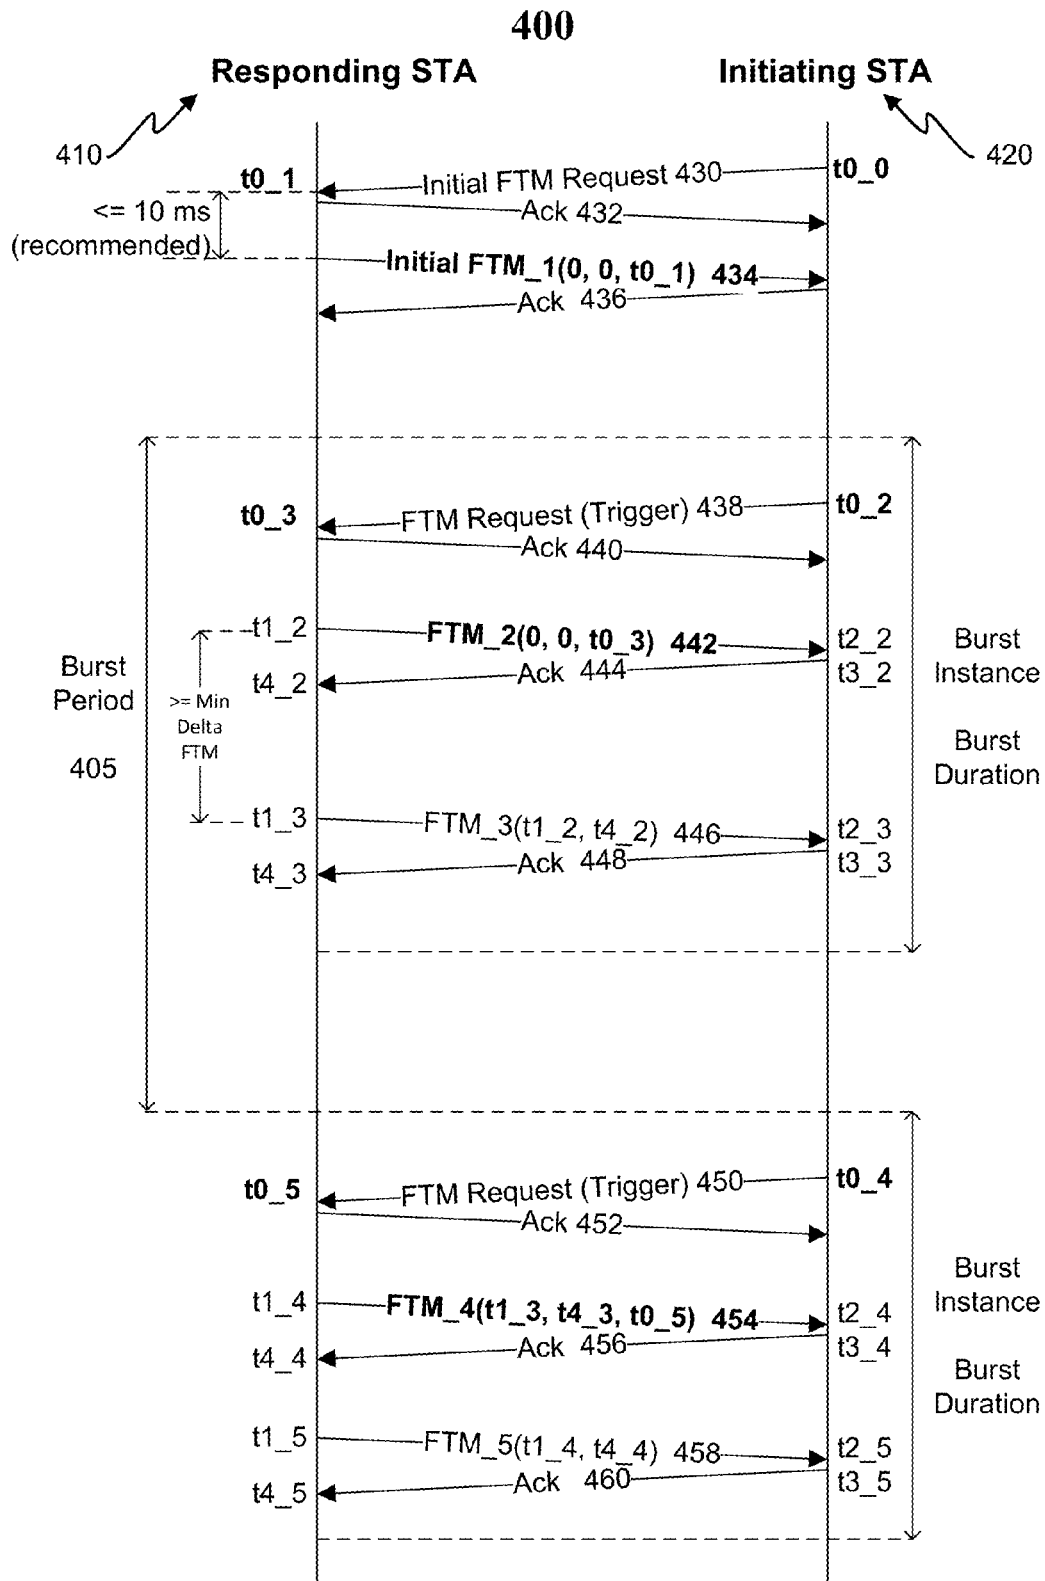 400
Responding STA
Initiating STA
410
420
t0_1
Initial FTM Request 430
t0_0
<= 10 ms
(recommended)
Ack 432
Initial FTM_1(0, 0, t0_1) 434
Ack 436
t0_3
FTM Request (Trigger) 438
t0_2
Ack 440
t1_2
FTM_2(0, 0, t0_3) 442
t2_2
t4_2
Ack 444
t3_2
Burst
Period
405
>= Min
Delta
FTM
Burst
Instance
Burst
Duration
t1_3
FTM_3(t1_2, t4_2) 446
t2_3
t4_3
Ack 448
t3_3
t0_5
FTM Request (Trigger) 450
t0_4
Ack 452
t1_4
FTM_4(t1_3, t4_3, t0_5) 454
t2_4
t4_4
Ack 456
t3_4
Burst
Instance
Burst
Duration
t1_5
FTM_5(t1_4, t4_4) 458
t2_5
t4_5
Ack 460
t3_5